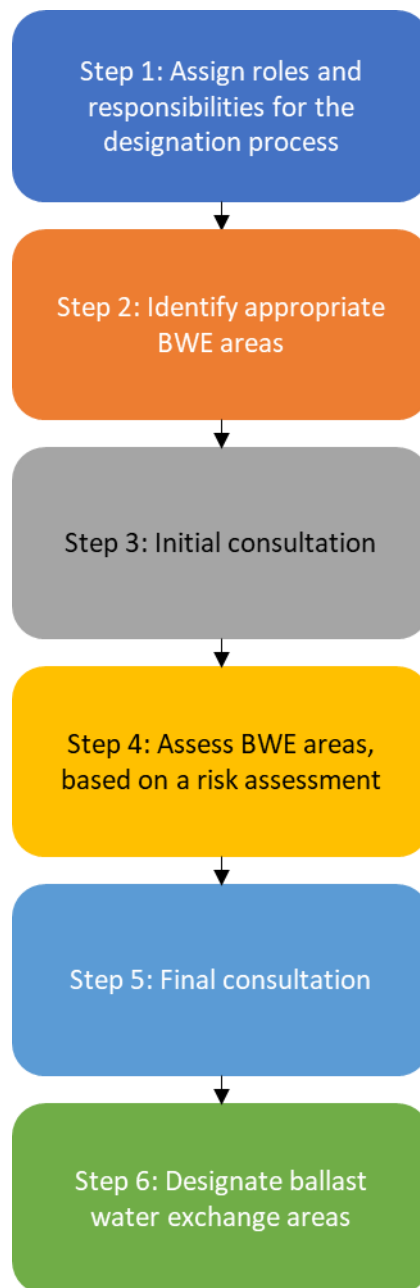 Step 1: Assign roles and
responsibilities for the
designation process
Step 2: Identify appropriate
BWE areas
Step 3: Initial consultation
Step 4: Assess BWE areas,
based on a risk assessment
Step 5: Final consultation
Step 6: Designate ballast
water exchange areas